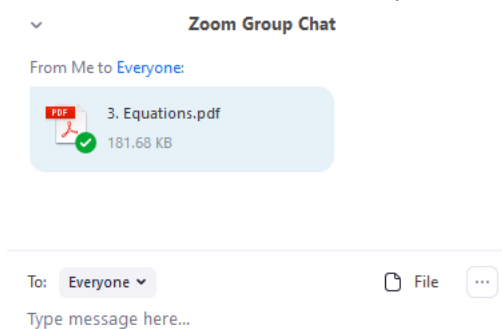 Zoom Group Chat
From Me to Everyone:
PDF
3. Equations.pdf
181.68 KB
To: Everyone File
Type message here...